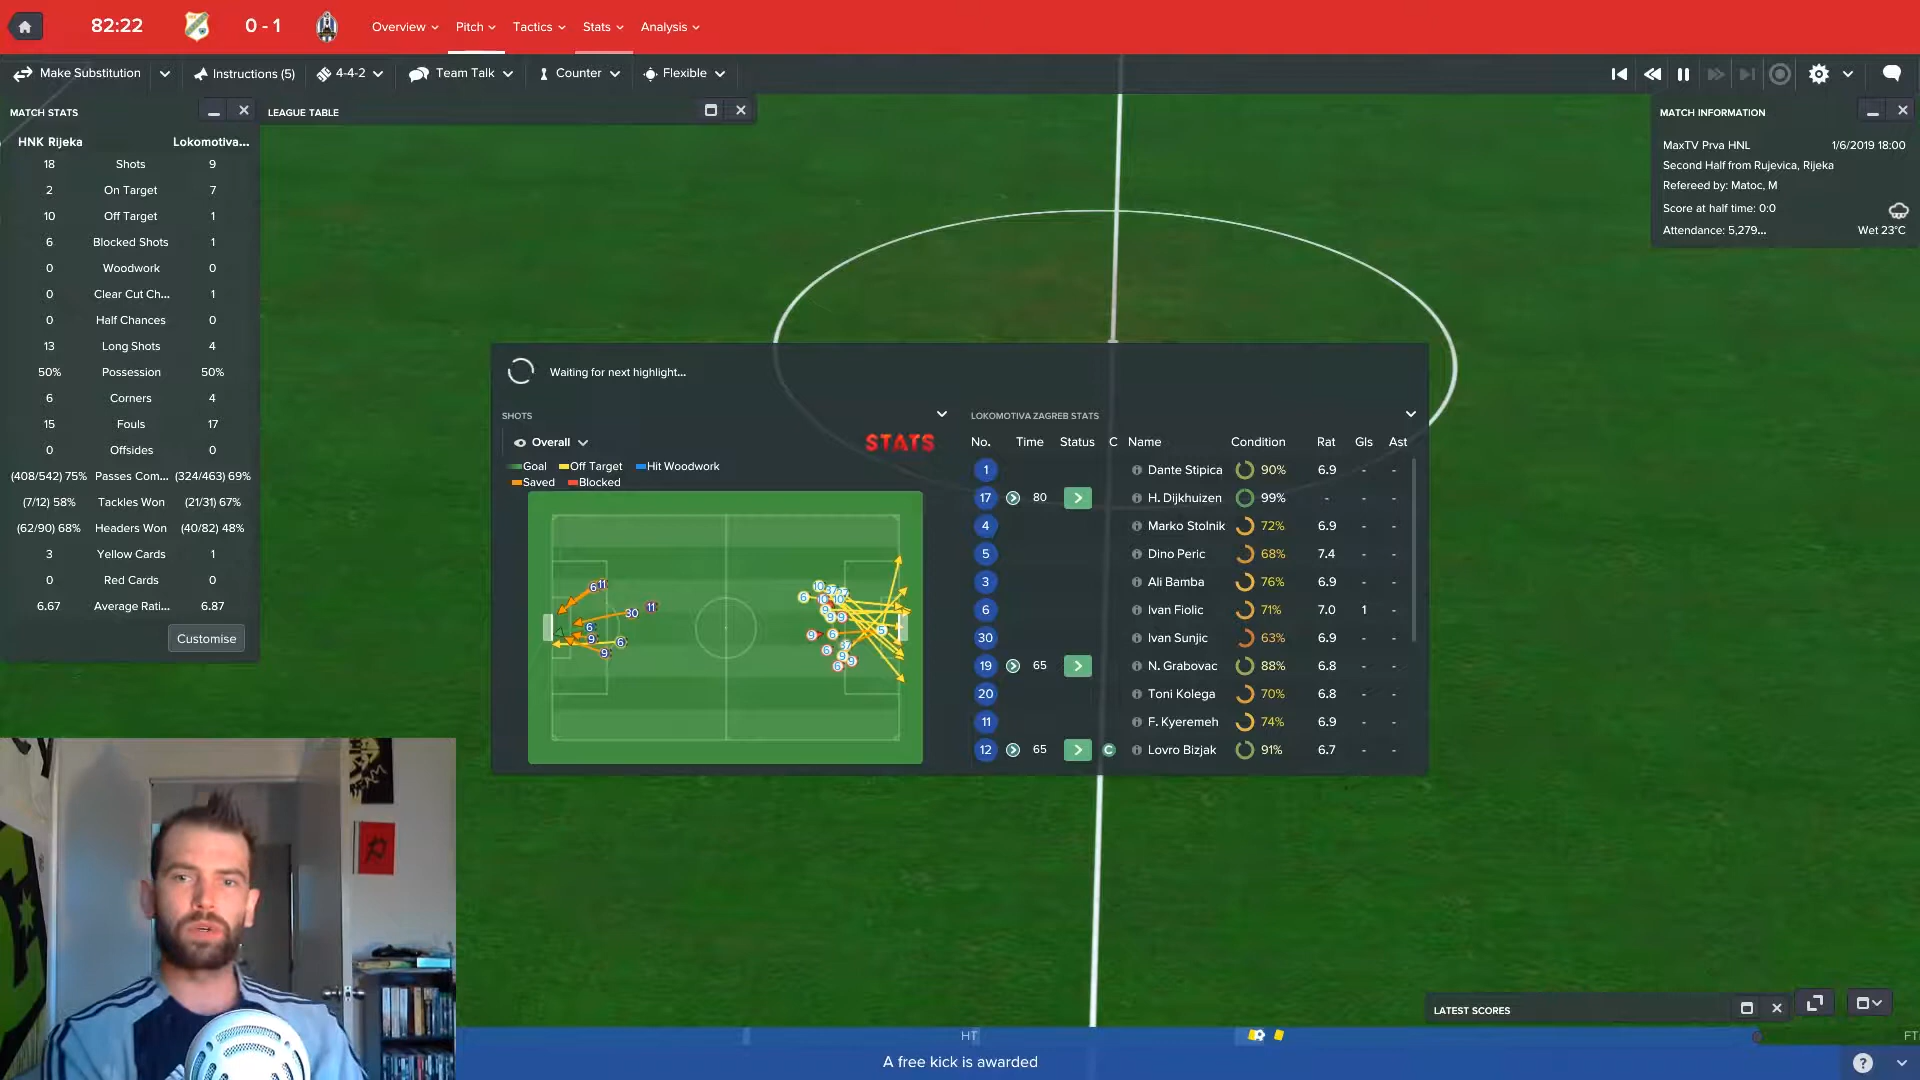 82:22 0 - 1 Overview Pitch Tactics Stats Analysis
Make Substitution Instructions (5) 4-4-2 Team Talk Counter Flexible
MATCH STATS
HNK Rijeka Lokomotiva...
18 Shots 9
2 On Target 7
10 Off Target 1
6 Blocked Shots 1
0 Woodwork 0
0 Clear Cut Ch... 1
0 Half Chances 0
13 Long Shots 4
50% Possession 50%
6 Corners 4
15 Fouls 17
0 Offsides 0
(408/542) 75% Passes Com... (324/463) 69%
(7/12) 58% Tackles Won (21/31) 67%
(62/90) 68% Headers Won (40/82) 48%
3 Yellow Cards 1
0 Red Cards 0
6.67 Average Rati... 6.87
Customise
LEAGUE TABLE
MATCH INFORMATION
MaxTV Prva HNL 1/6/2019 18:00
Second Half from Rujevica, Rijeka
Refereed by: Matoc, M
Score at half time: 0:0
Attendance: 5,279... Wet 23°C
Waiting for next highlight...
SHOTS
Overall
STATS
Goal Off Target Hit Woodwork
Saved Blocked
LOKOMOTIVA ZAGREB STATS
No. Time Status C Name Condition Rat Gls Ast
1 Dante Stipica 90% 6.9 - -
17 80 H. Dijkhuizen 99% - - -
4 Marko Stolnik 72% 6.9 - -
5 Dino Peric 68% 7.4 - -
3 Ali Bamba 76% 6.9 - -
6 Ivan Fiolic 71% 7.0 1 -
30 Ivan Sunjic 63% 6.9 - -
19 65 N. Grabovac 88% 6.8 - -
20 Toni Kolega 70% 6.8 - -
11 F. Kyeremeh 74% 6.9 - -
12 65 C Lovro Bizjak 91% 6.7 - -
LATEST SCORES
HT FT
A free kick is awarded